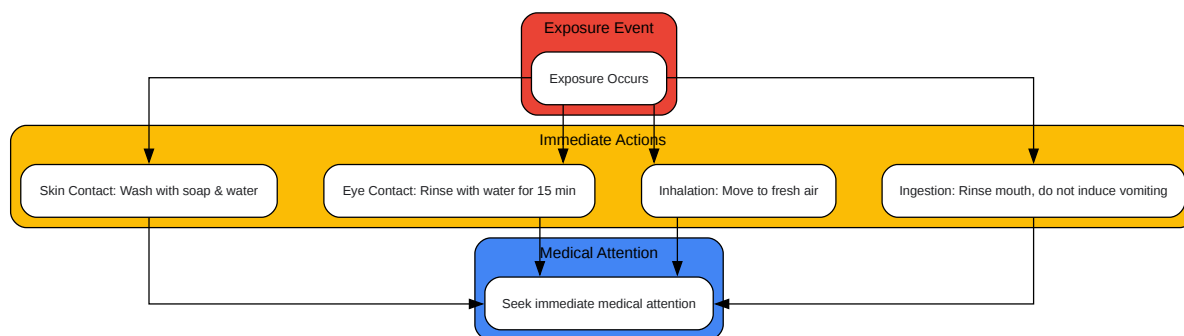 Exposure Event
Exposure Occurs
Immediate Actions
Skin Contact: Wash with soap & water
Eye Contact: Rinse with water for 15 min
Inhalation: Move to fresh air
Ingestion: Rinse mouth, do not induce vomiting
Medical Attention
Seek immediate medical attention